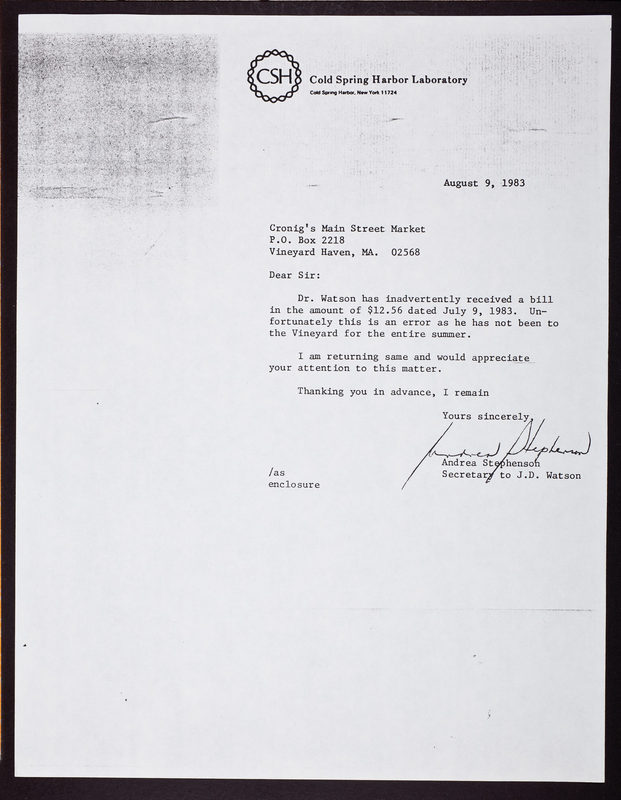 CSH
Cold Spring Harbor Laboratory
Cold Spring Harbor, New York 11724
August 9, 1983
Cronig's Main Street Market
P.O. Box 2218
Vineyard Haven, MA.  02568
Dear Sir:
Dr. Watson has inadvertently received a bill
in the amount of $12.56 dated July 9, 1983.  Un-
fortunately this is an error as he has not been to
the Vineyard for the entire summer.
I am returning same and would appreciate
your attention to this matter.
Thanking you in advance, I remain
Yours sincerely,
Andrea Stephenson
Andrea Stephenson
Secretary to J.D. Watson
/as
enclosure